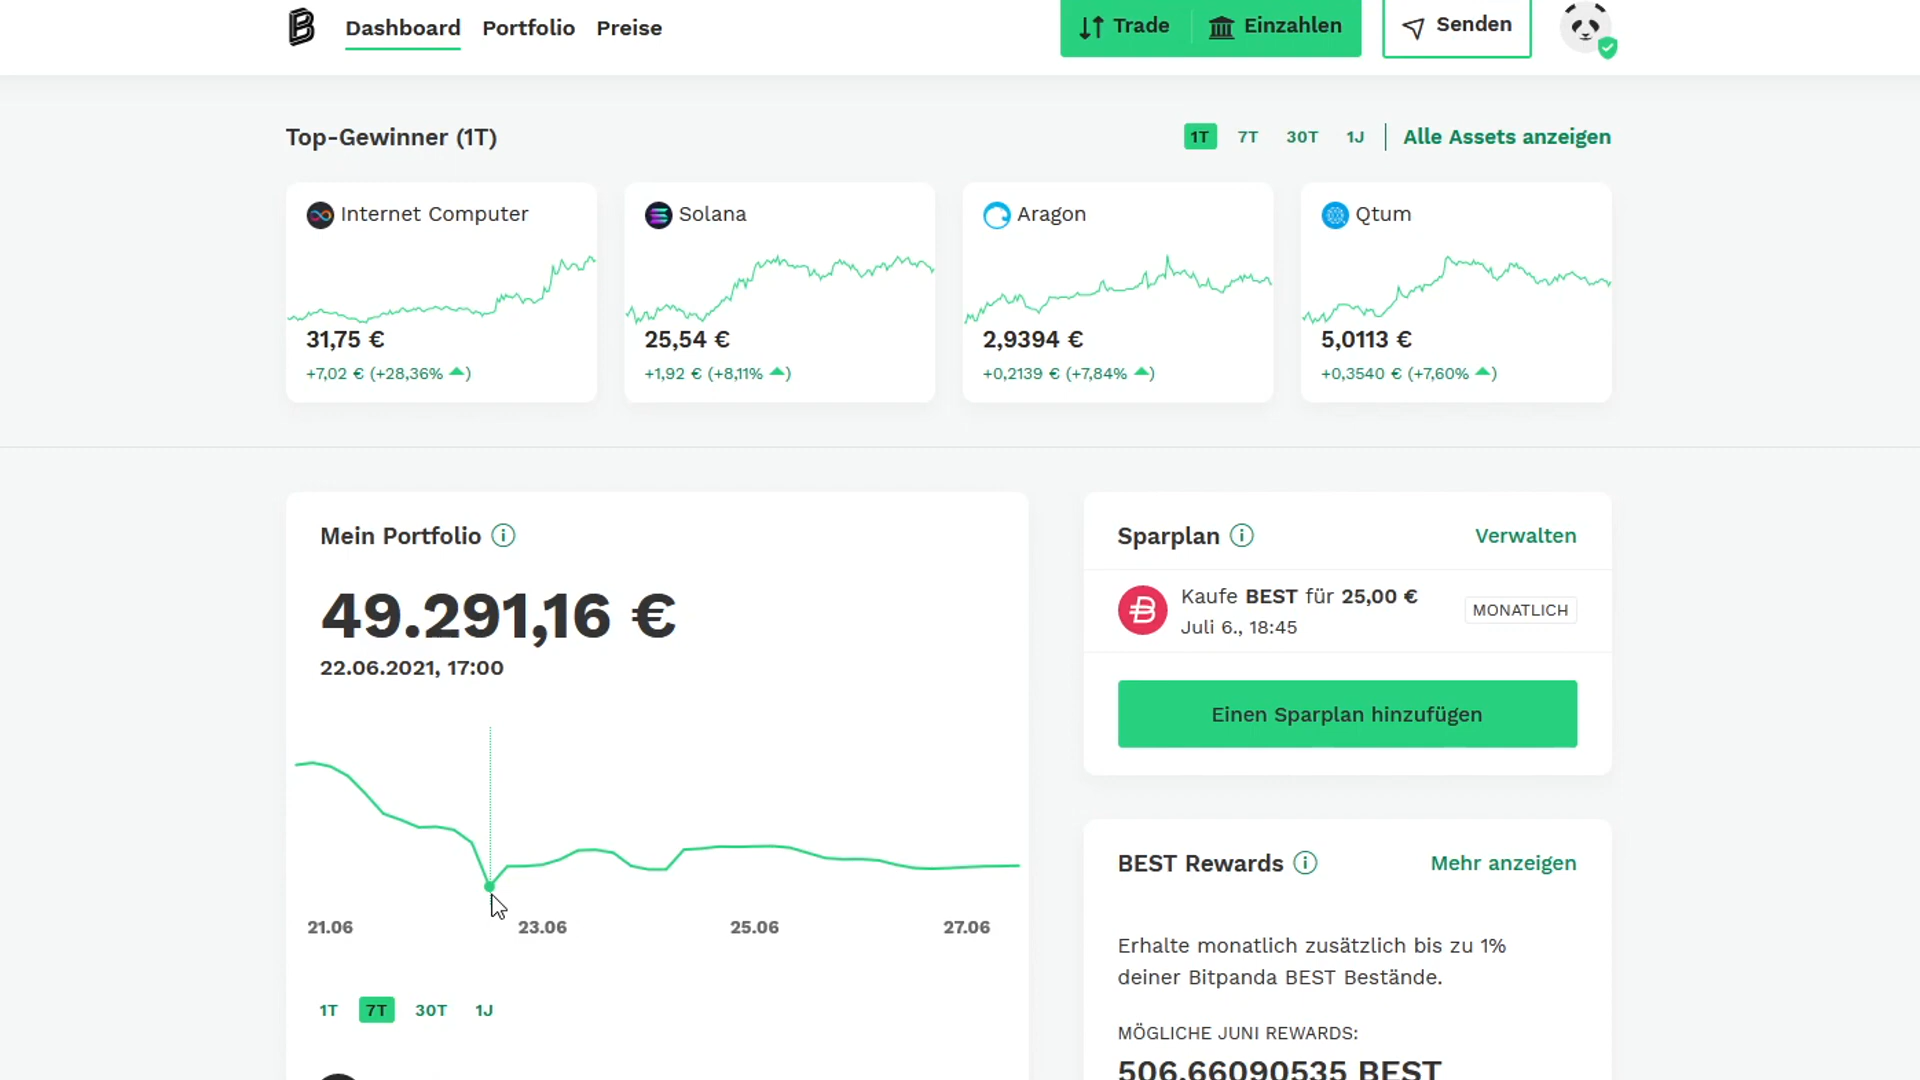 Dashboard Portfolio Preise Trade Einzahlen Senden
Top-Gewinner (1T) 1T 7T 30T 1J Alle Assets anzeigen
Internet Computer
31,75 €
+7,02 € (+28,36% )
Solana
25,54 €
+1,92 € (+8,11% )
Aragon
2,9394 €
+0,2139 € (+7,84% )
Qtum
5,0113 €
+0,3540 € (+7,60% )
Mein Portfolio
49.291,16 €
22.06.2021, 17:00
21.06 23.06 25.06 27.06
1T 7T 30T 1J
Sparplan Verwalten
Kaufe BEST für 25,00 €
Juli 6., 18:45
MONATLICH
Einen Sparplan hinzufügen
BEST Rewards Mehr anzeigen
Erhalte monatlich zusätzlich bis zu 1%
deiner Bitpanda BEST Bestände.
MÖGLICHE JUNI REWARDS:
506.66090535 BEST